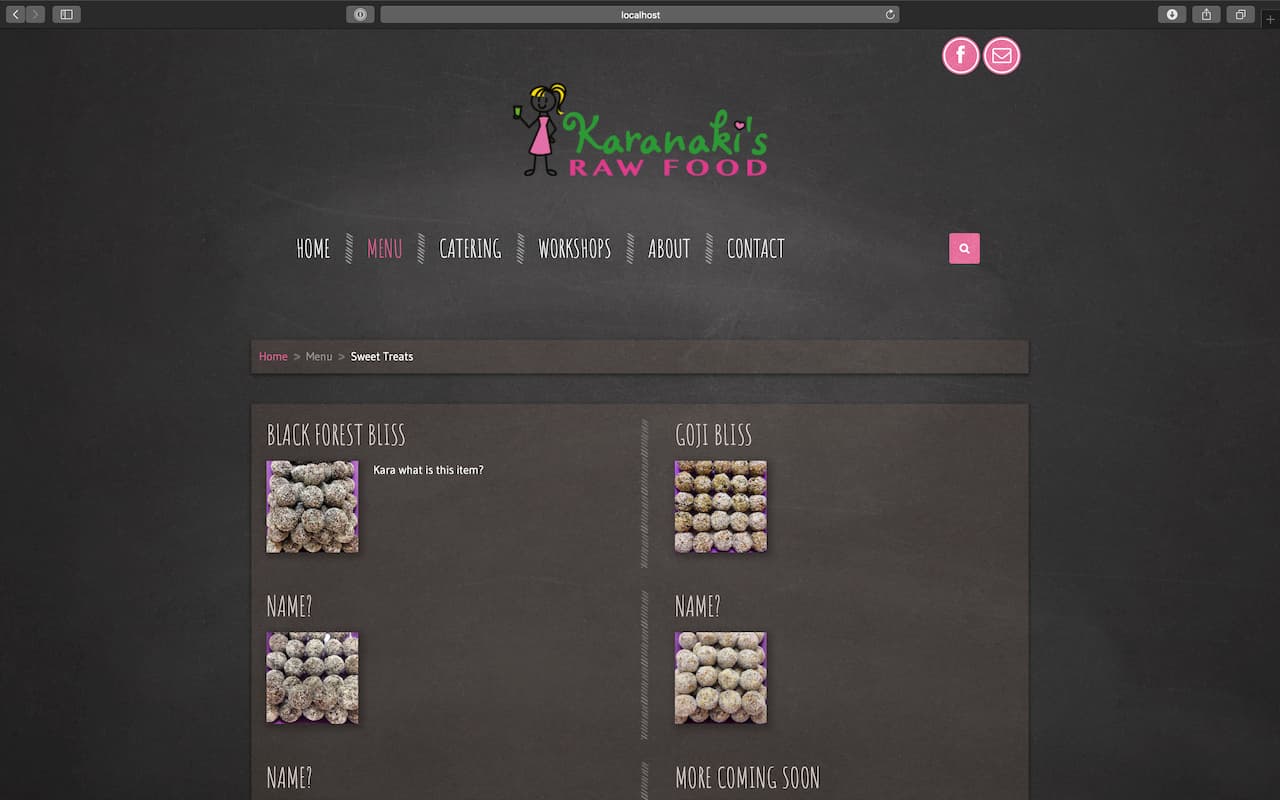 localhost
Karanaki's
RAW FOOD
HOME MENU CATERING WORKSHOPS ABOUT CONTACT
Home > Menu > Sweet Treats
BLACK FOREST BLISS
Kara what is this item?
GOJI BLISS
NAME?
NAME?
NAME?
MORE COMING SOON